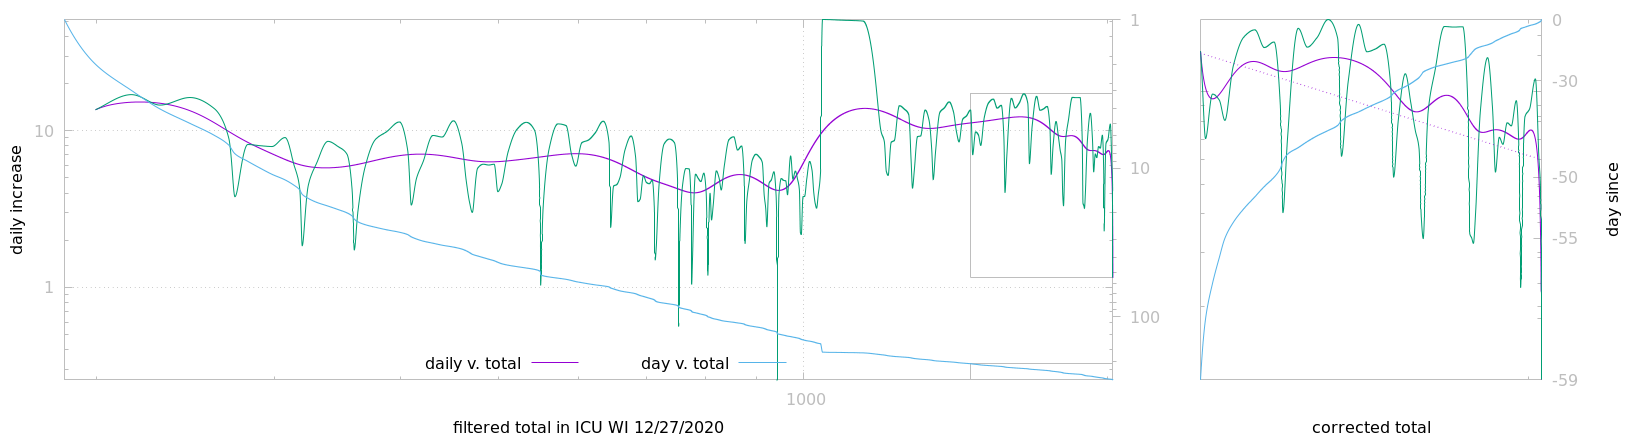 daily increase
10
1
1
10
100
daily v. total
day v. total
1000
filtered total in ICU WI 12/27/2020
0
-30
-50
-55
-59
day since
corrected total